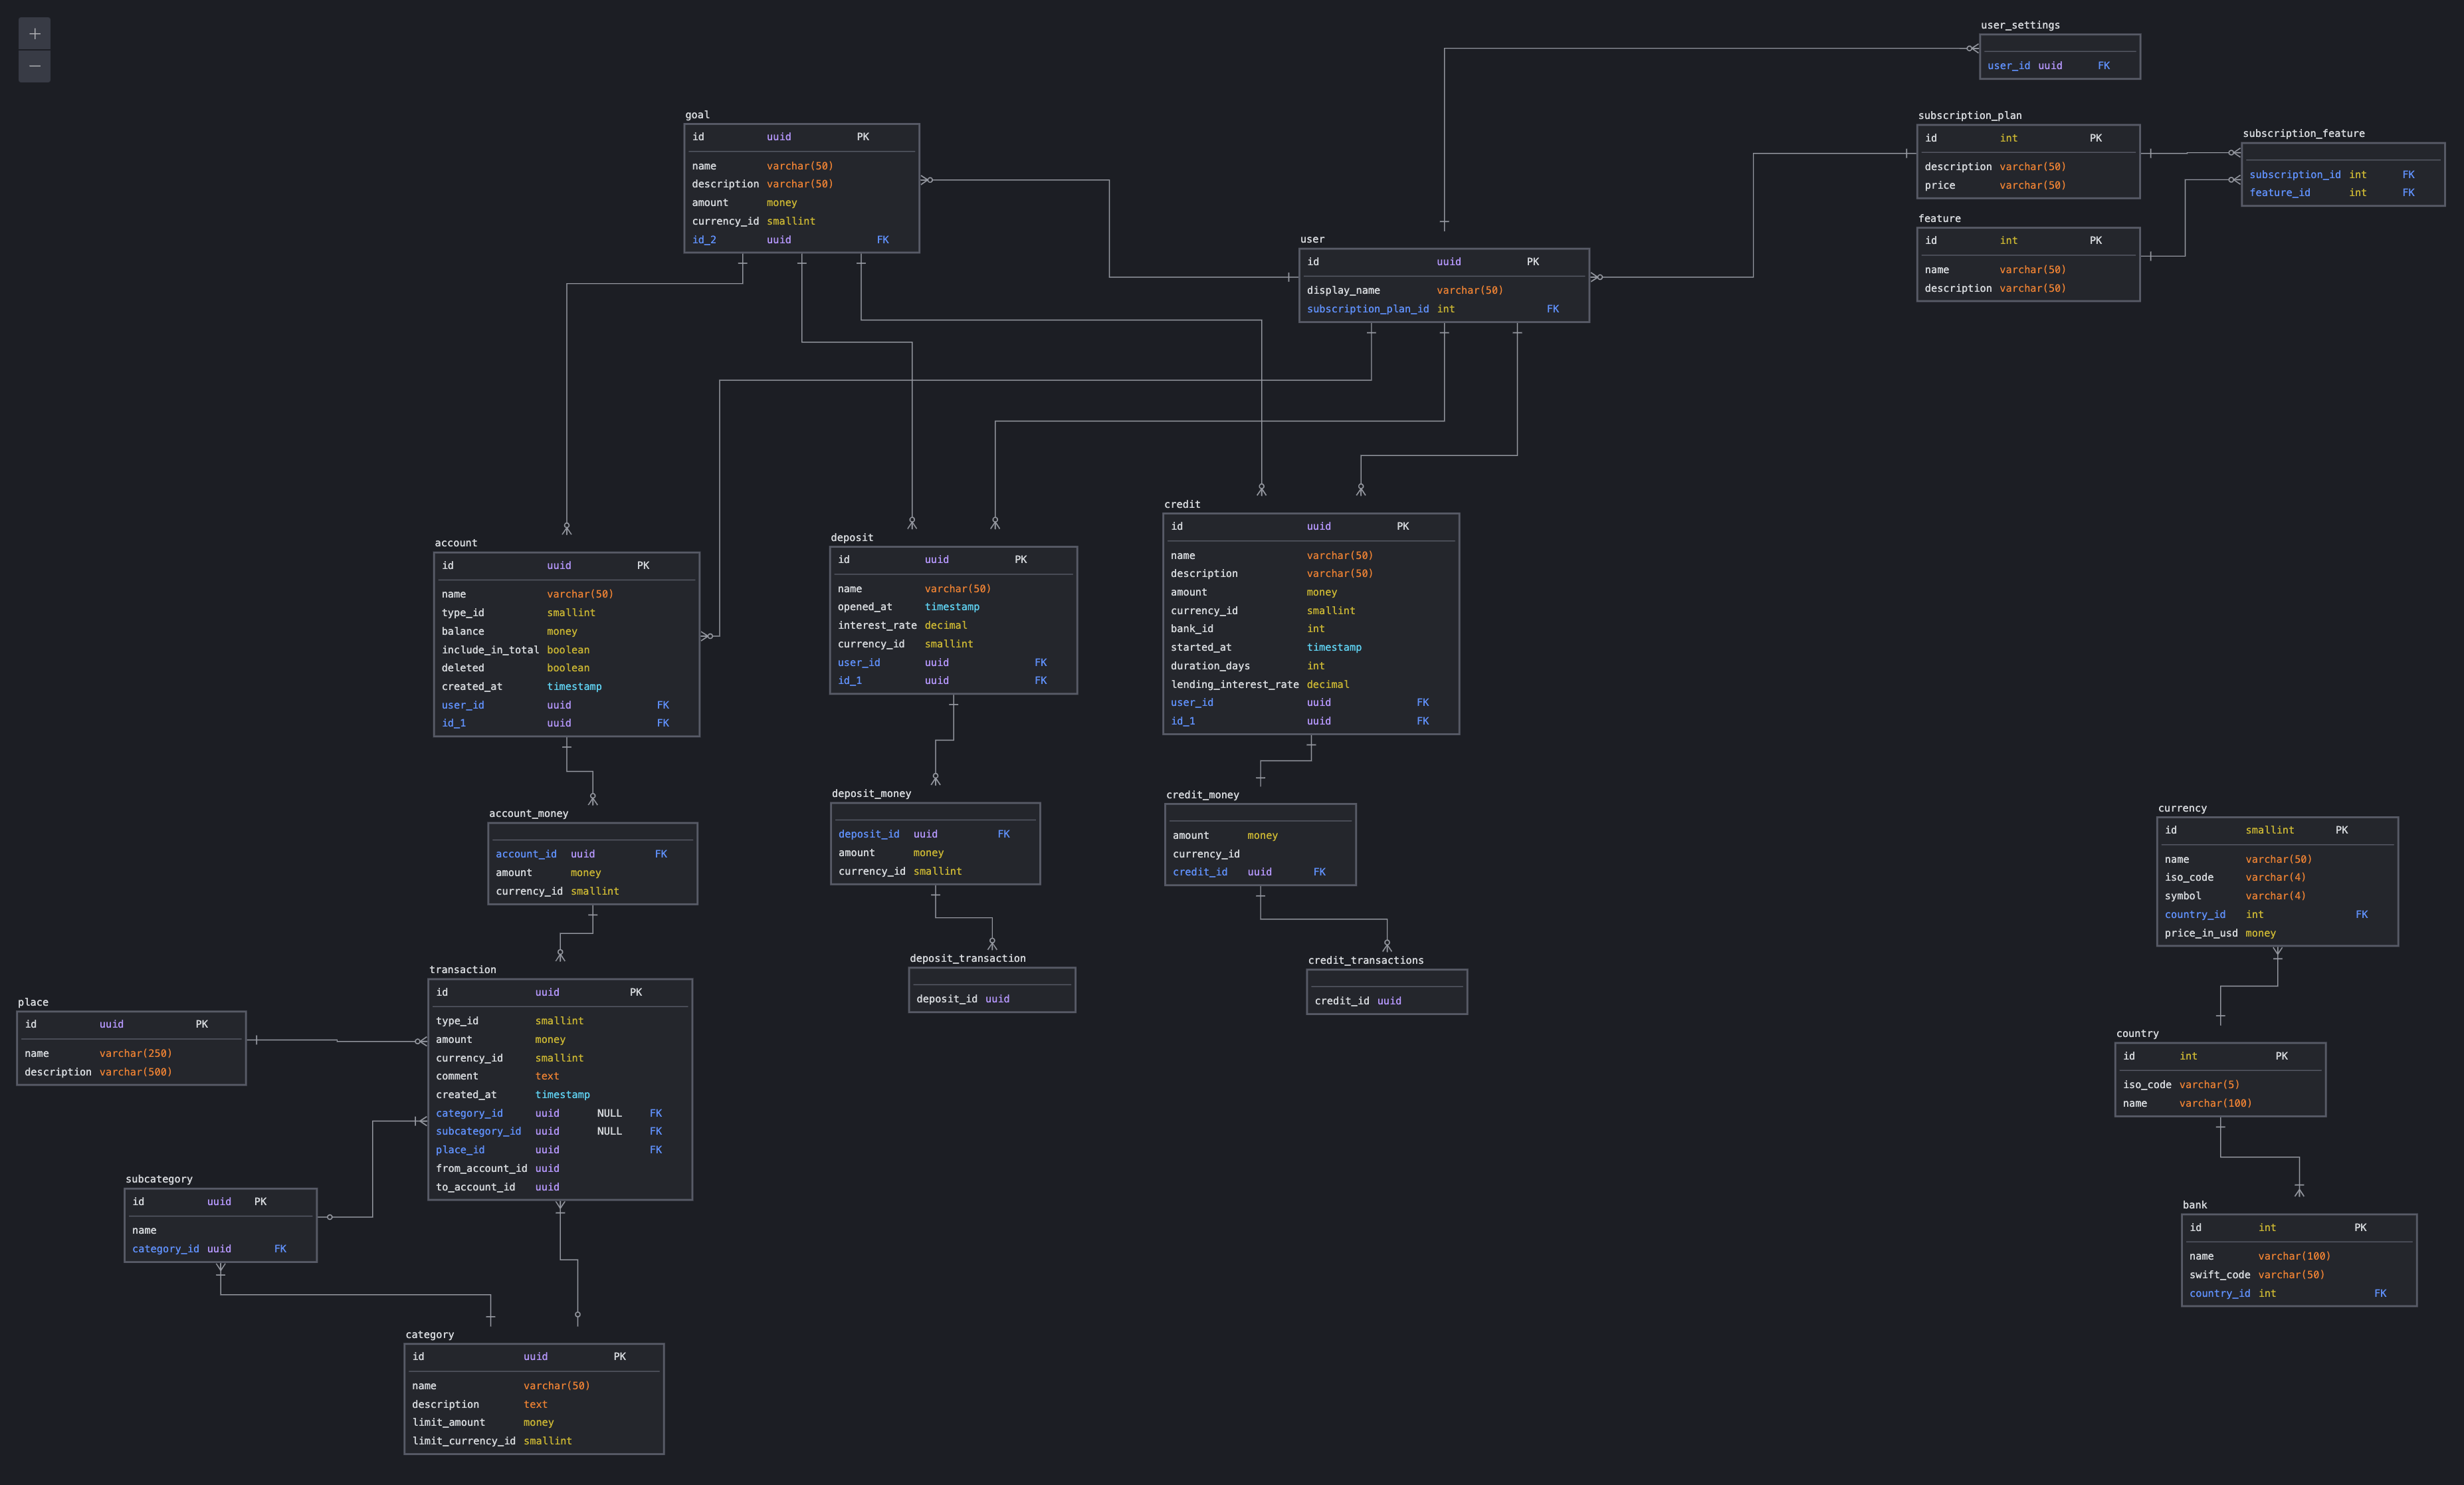 +
−
user_settings
user_id uuid FK
goal
id uuid PK
name varchar(50)
description varchar(50)
amount money
currency_id smallint
id_2 uuid FK
subscription_plan
id int PK
description varchar(50)
price varchar(50)
subscription_feature
subscription_id int FK
feature_id int FK
feature
id int PK
name varchar(50)
description varchar(50)
user
id uuid PK
display_name varchar(50)
subscription_plan_id int FK
account
id uuid PK
name varchar(50)
type_id smallint
balance money
include_in_total boolean
deleted boolean
created_at timestamp
user_id uuid FK
id_1 uuid FK
deposit
id uuid PK
name varchar(50)
opened_at timestamp
interest_rate decimal
currency_id smallint
user_id uuid FK
id_1 uuid FK
credit
id uuid PK
name varchar(50)
description varchar(50)
amount money
currency_id smallint
bank_id int
started_at timestamp
duration_days int
lending_interest_rate decimal
user_id uuid FK
id_1 uuid FK
account_money
account_id uuid FK
amount money
currency_id smallint
deposit_money
deposit_id uuid FK
amount money
currency_id smallint
credit_money
amount money
currency_id
credit_id uuid FK
currency
id smallint PK
name varchar(50)
iso_code varchar(4)
symbol varchar(4)
country_id int FK
price_in_usd money
deposit_transaction
deposit_id uuid
credit_transactions
credit_id uuid
place
id uuid PK
name varchar(250)
description varchar(500)
transaction
id uuid PK
type_id smallint
amount money
currency_id smallint
comment text
created_at timestamp
category_id uuid NULL FK
subcategory_id uuid NULL FK
place_id uuid FK
from_account_id uuid
to_account_id uuid
country
id int PK
iso_code varchar(5)
name varchar(100)
subcategory
id uuid PK
name
category_id uuid FK
bank
id int PK
name varchar(100)
swift_code varchar(50)
country_id int FK
category
id uuid PK
name varchar(50)
description text
limit_amount money
limit_currency_id smallint